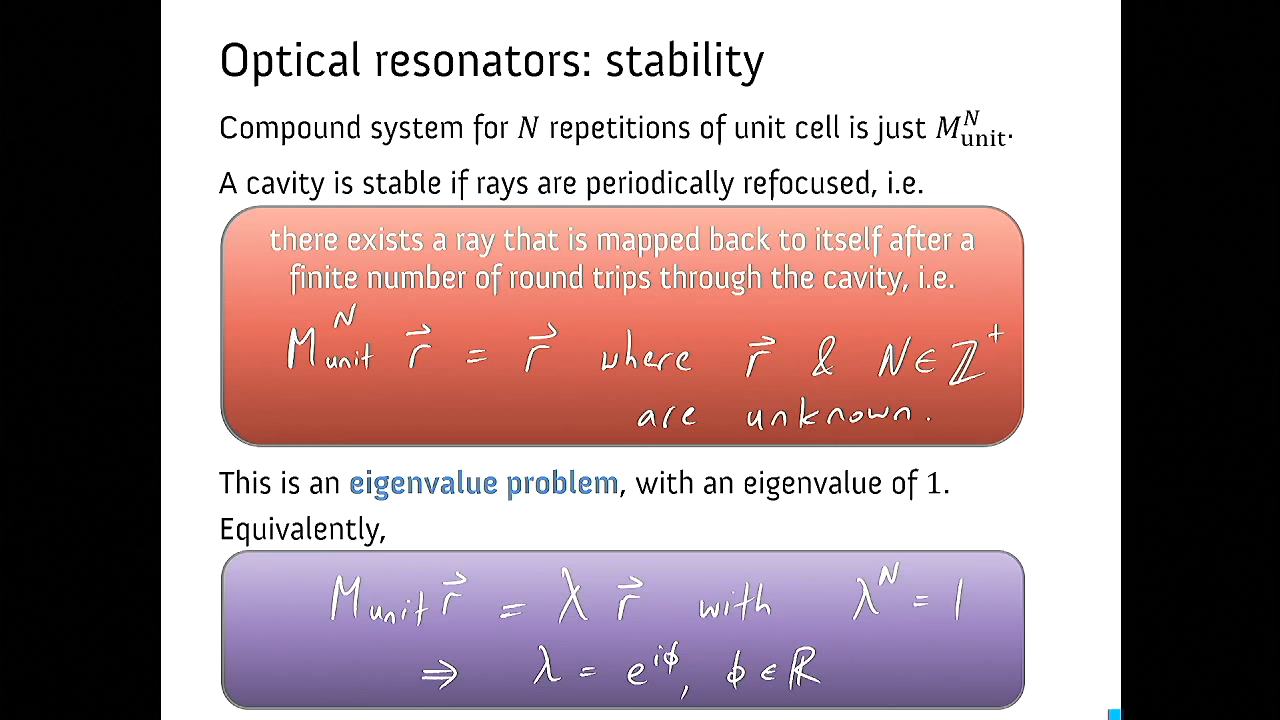 Optical resonators: stability
Compound system for N repetitions of unit cell is just M_unit^N.
A cavity is stable if rays are periodically refocused, i.e.
there exists a ray that is mapped back to itself after a
finite number of round trips through the cavity, i.e.
M_unit^N r⃗ = r⃗ where r⃗ & N ∈ ℤ⁺
are unknown.
This is an eigenvalue problem, with an eigenvalue of 1.
Equivalently,
M_unit r⃗ = λ r⃗ with λ^N = 1
⇒ λ = e^{iϕ}, ϕ ∈ ℝ